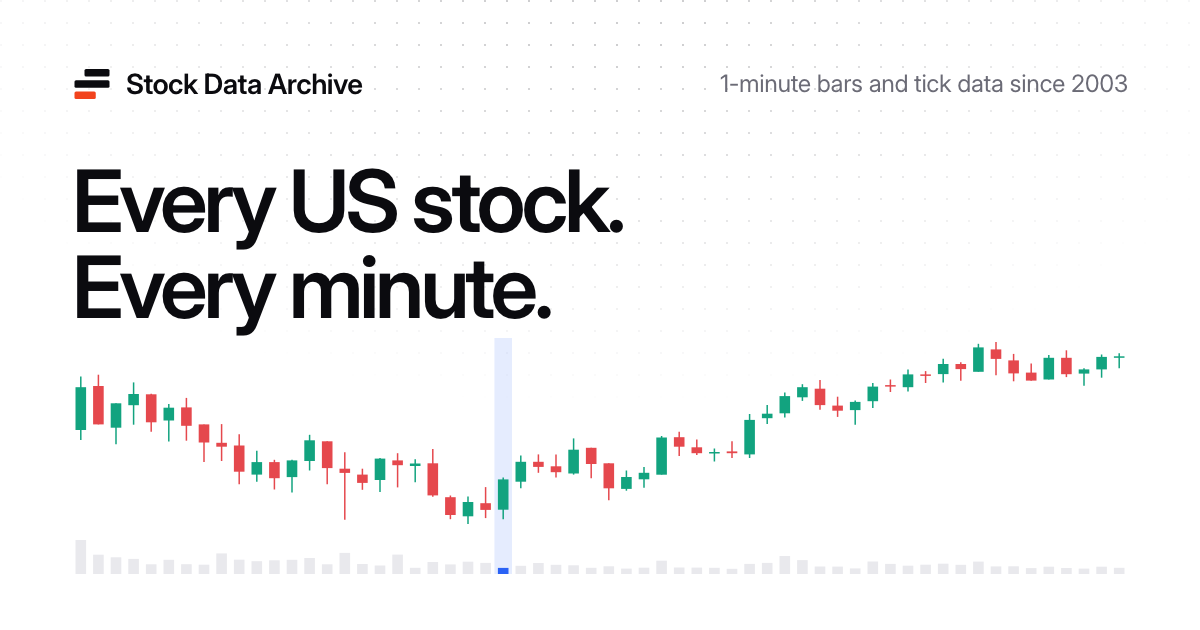 Stock Data Archive
1-minute bars and tick data since 2003
Every US stock.
Every minute.